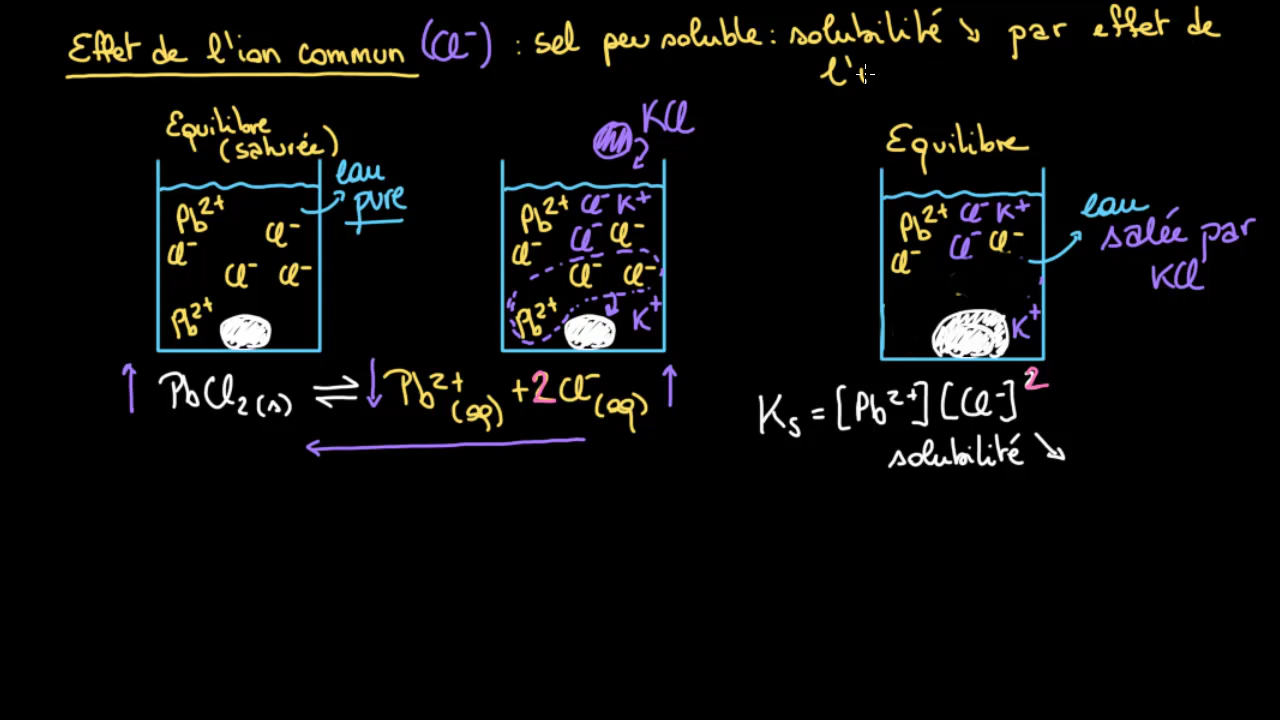 Effet de l'ion commun (Cl⁻) : sel peu soluble : solubilité ↘ par effet de
l'i
Equilibre
(saturée)
eau
pure
Pb²⁺
Cl⁻
Cl⁻
Cl⁻ Cl⁻
Pb²⁺
KCl
Pb²⁺ Cl⁻ K⁺
Cl⁻ Cl⁻
Cl⁻
Cl⁻ Cl⁻
Pb²⁺ K⁺
Equilibre
Pb²⁺ Cl⁻ K⁺
Cl⁻ Cl⁻
Cl⁻
K⁺
eau
salée par
KCl
↑ PbCl₂(s) ⇌ ↓ Pb²⁺(aq) + 2Cl⁻(aq) ↑
Ks = [Pb²⁺][Cl⁻]²
solubilité ↘